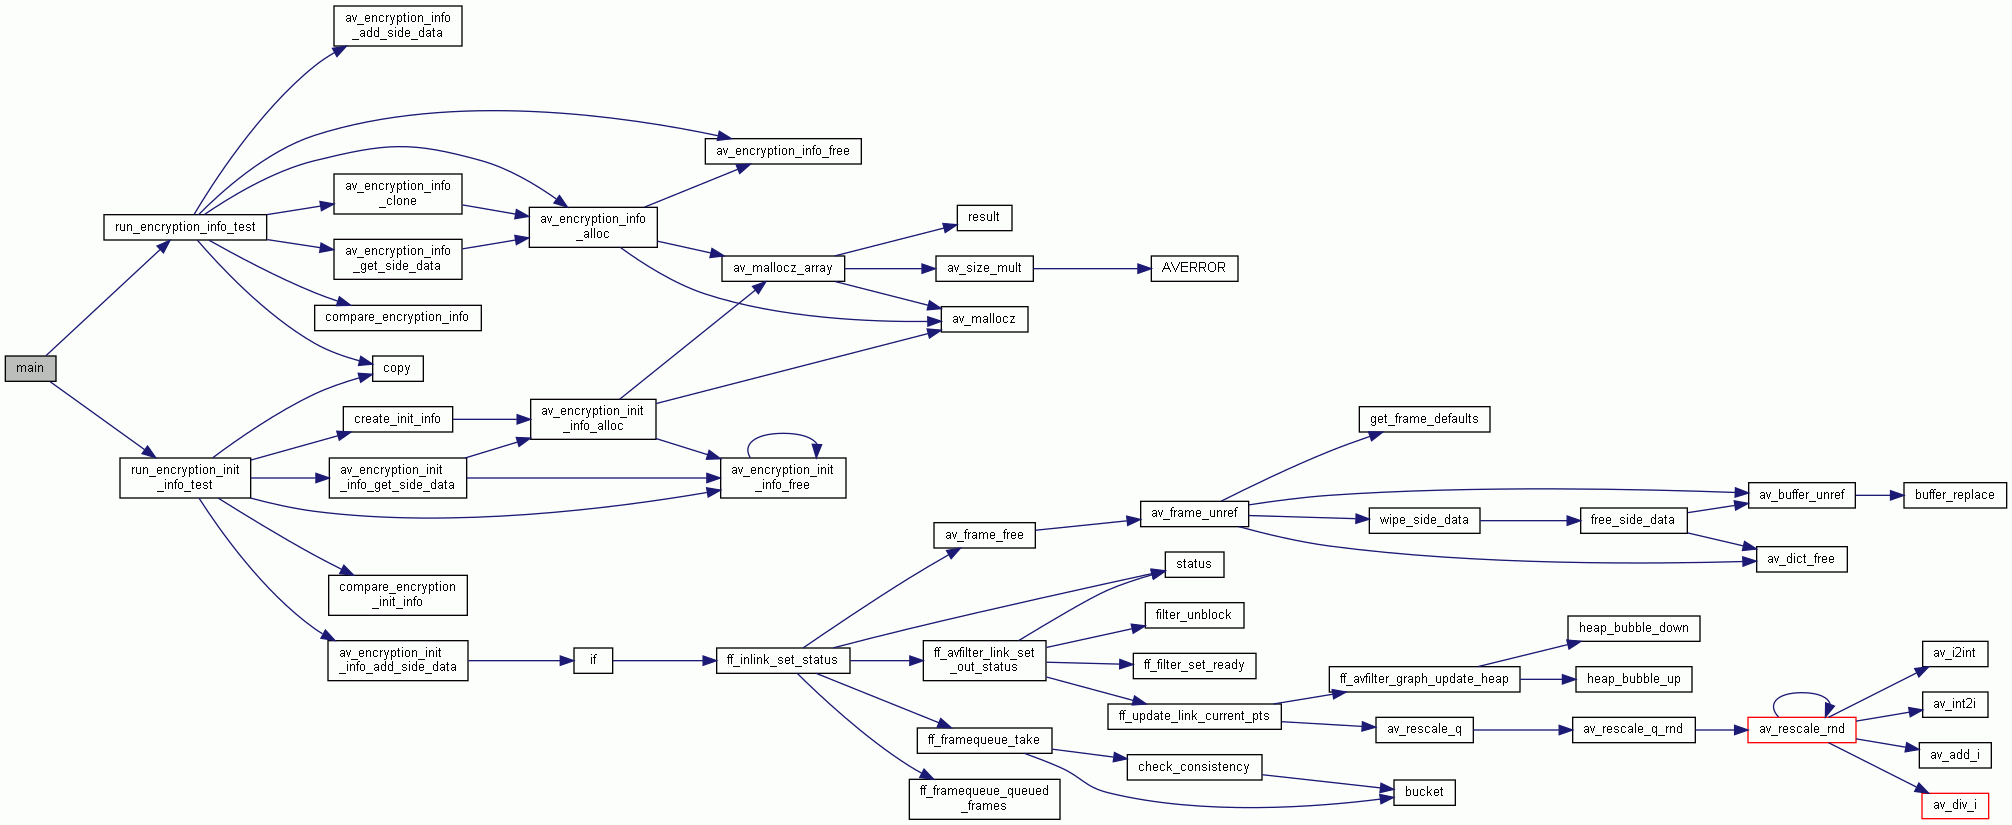 av_encryption_info
_add_side_data
av_encryption_info_free
av_encryption_info
_clone
run_encryption_info_test
av_encryption_info
_alloc
result
av_encryption_info
_get_side_data
av_mallocz_array
av_size_mult
AVERROR
compare_encryption_info
av_mallocz
main
copy
create_init_info
av_encryption_init
_info_alloc
get_frame_defaults
run_encryption_init
_info_test
av_encryption_init
_info_get_side_data
av_encryption_init
_info_free
av_buffer_unref
buffer_replace
av_frame_unref
wipe_side_data
free_side_data
av_frame_free
av_dict_free
status
compare_encryption
_init_info
filter_unblock
heap_bubble_down
av_encryption_init
_info_add_side_data
if
ff_inlink_set_status
ff_avfilter_link_set
_out_status
ff_filter_set_ready
av_i2int
ff_avfilter_graph_update_heap
heap_bubble_up
av_int2i
ff_update_link_current_pts
av_rescale_q
av_rescale_q_rnd
av_rescale_rnd
ff_framequeue_take
av_add_i
check_consistency
bucket
ff_framequeue_queued
_frames
av_div_i